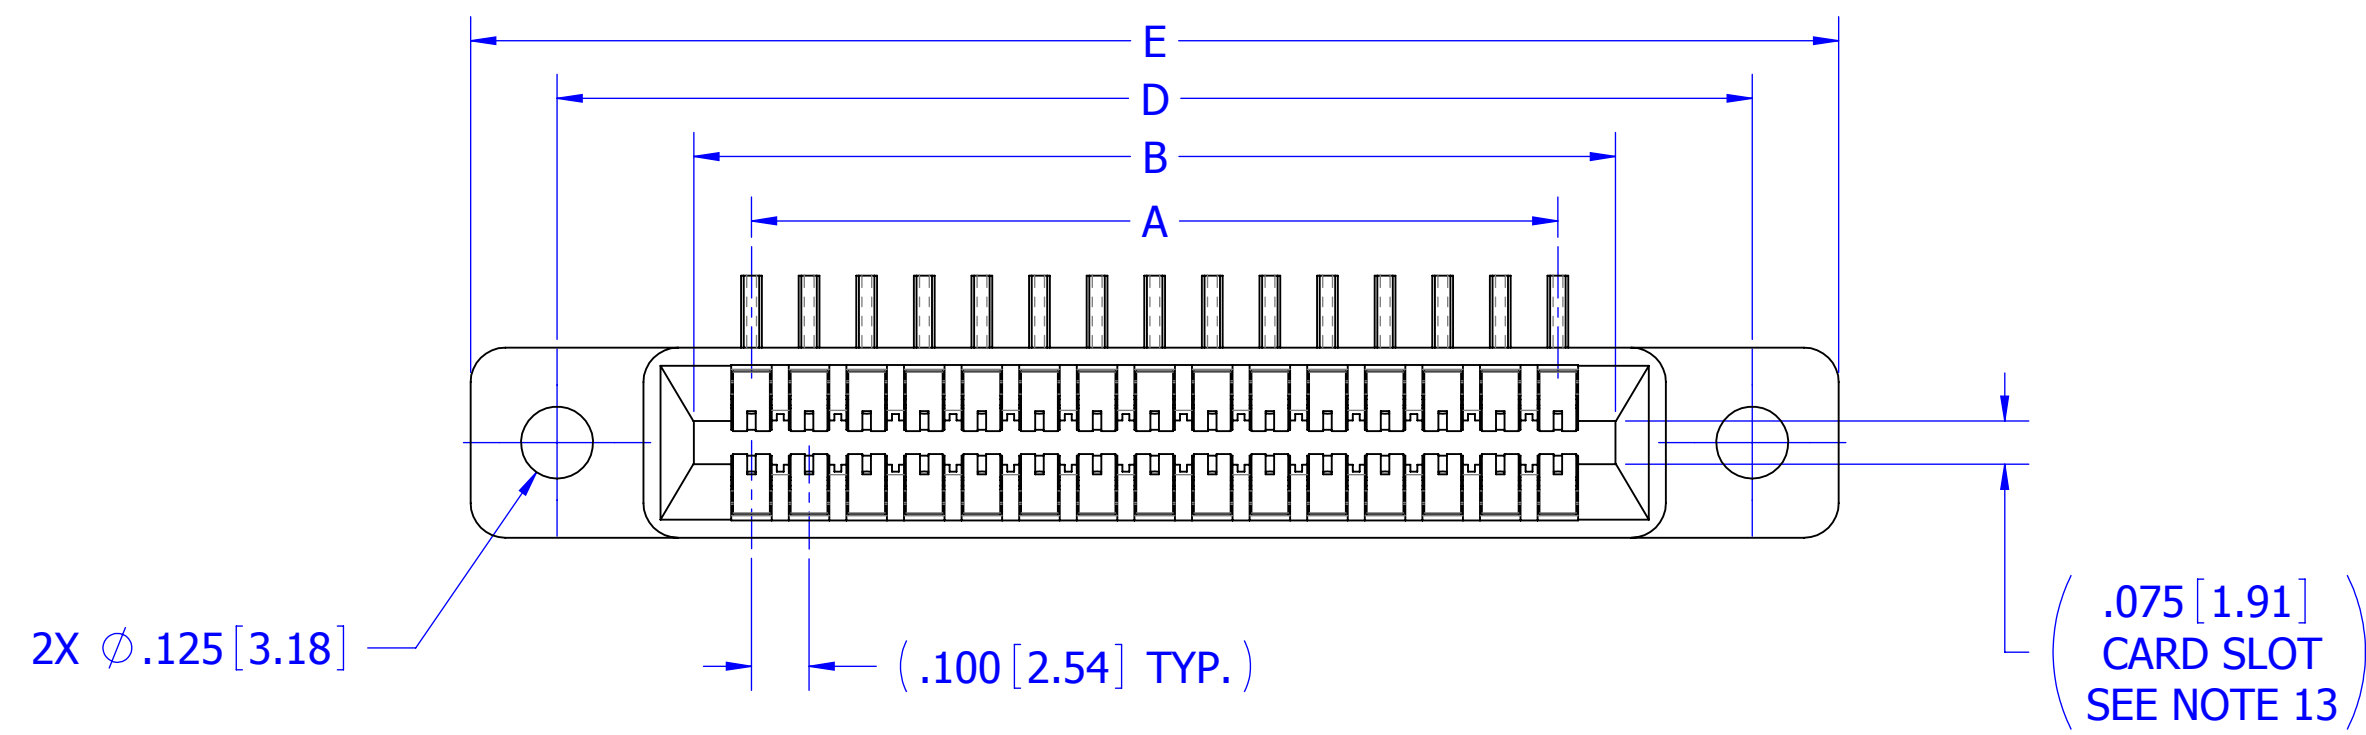 E
D
B
A
2X ∅.125[3.18]
(.100[2.54] TYP.)
(.075[1.91]
CARD SLOT
SEE NOTE 13)